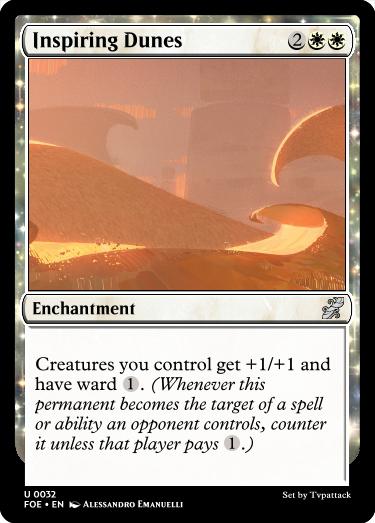 Inspiring Dunes 2
Enchantment
Creatures you control get +1/+1 and
have ward 1. (Whenever this
permanent becomes the target of a spell
or ability an opponent controls, counter
it unless that player pays 1.)
U 0032
Set by Tvpattack
FOE • EN Alessandro Emanuelli